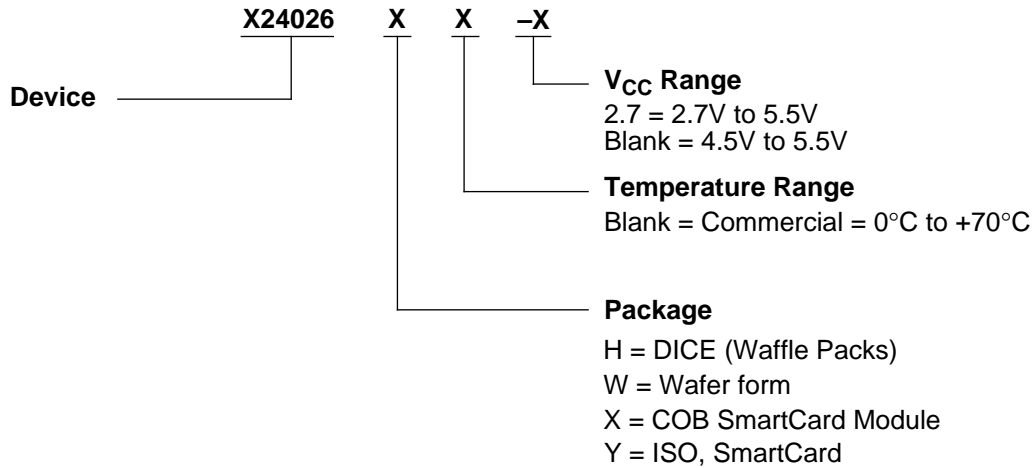 X24026 X X –X
Device
VCC Range
2.7 = 2.7V to 5.5V
Blank = 4.5V to 5.5V
Temperature Range
Blank = Commercial = 0°C to +70°C
Package
H = DICE (Waffle Packs)
W = Wafer form
X = COB SmartCard Module
Y = ISO, SmartCard